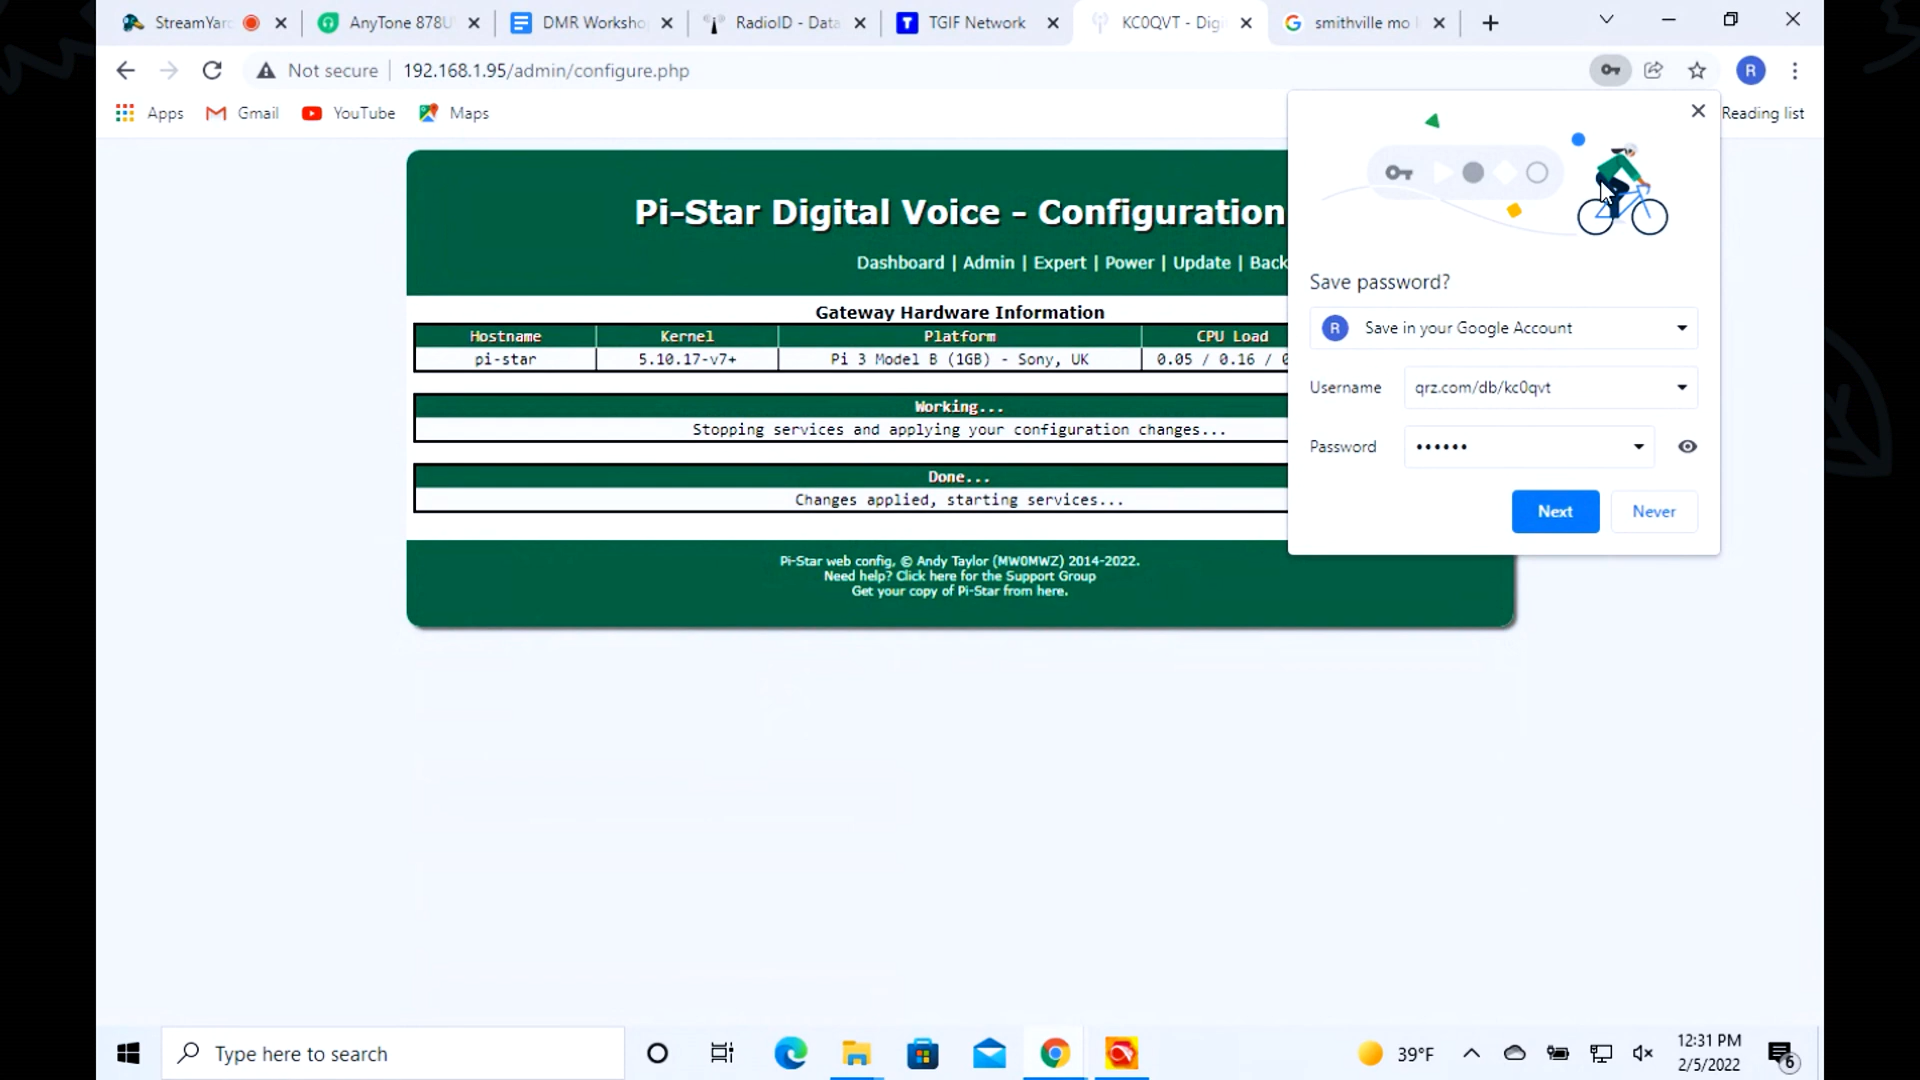 StreamYard
AnyTone 878U
DMR Worksho
RadioID - Data
TGIF Network
KC0QVT - Digi
smithville mo
Not secure
192.168.1.95/admin/configure.php
R
Apps
Gmail
YouTube
Maps
Reading list
Pi-Star Digital Voice - Configuration
Dashboard | Admin | Expert | Power | Update | Back
Gateway Hardware Information
Hostname Kernel Platform CPU Load
pi-star 5.10.17-v7+ Pi 3 Model B (1GB) - Sony, UK 0.05 / 0.16 /
Working...
Stopping services and applying your configuration changes...
Done...
Changes applied, starting services...
Pi-Star web config, © Andy Taylor (MW0MWZ) 2014-2022.
Need help? Click here for the Support Group
Get your copy of Pi-Star from here.
Save password?
R Save in your Google Account
Username qrz.com/db/kc0qvt
Password ••••••
Next Never
Type here to search
39°F
12:31 PM
2/5/2022
6